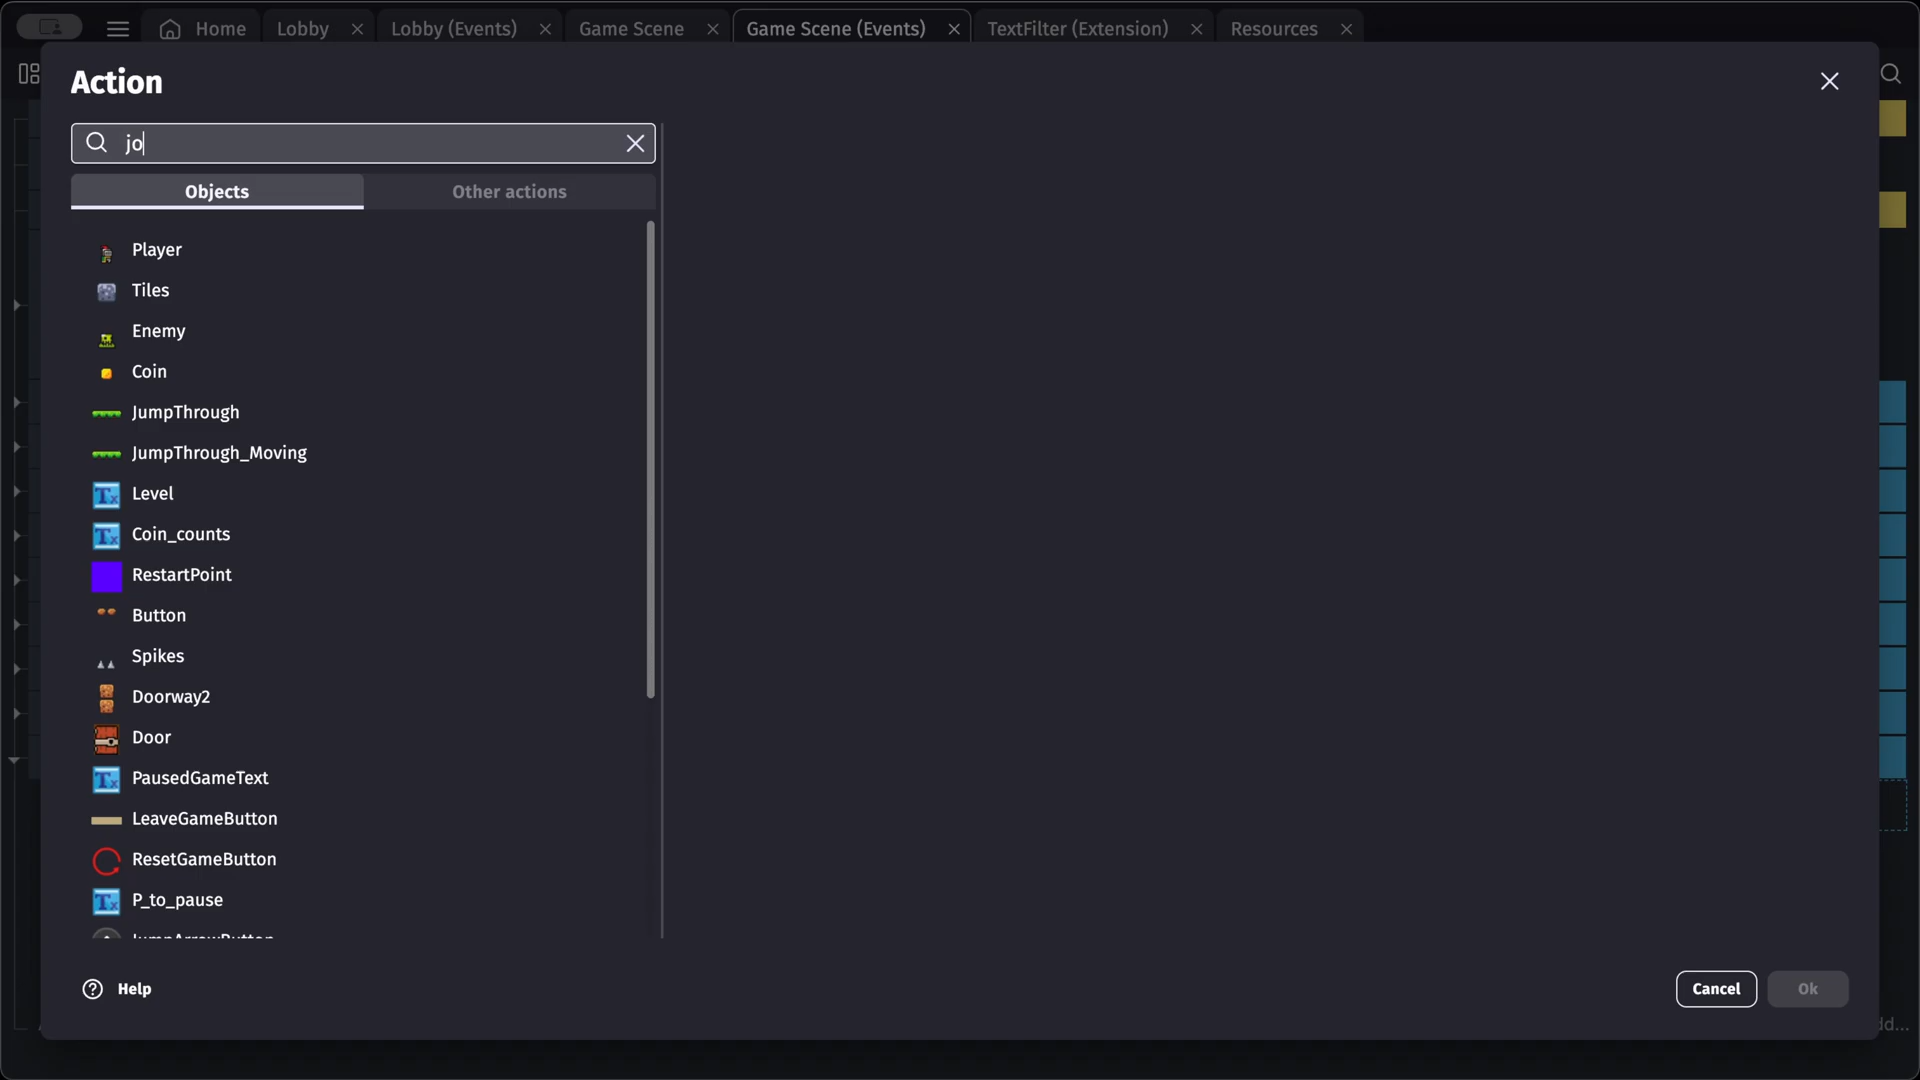 Home
Lobby
Lobby (Events)
Game Scene
Game Scene (Events)
TextFilter (Extension)
Resources
Action
jo
Objects
Other actions
Player
Tiles
Enemy
Coin
JumpThrough
JumpThrough_Moving
Level
Coin_counts
RestartPoint
Button
Spikes
Doorway2
Door
PausedGameText
LeaveGameButton
ResetGameButton
P_to_pause
JumpArrowButton
Help
Cancel
Ok